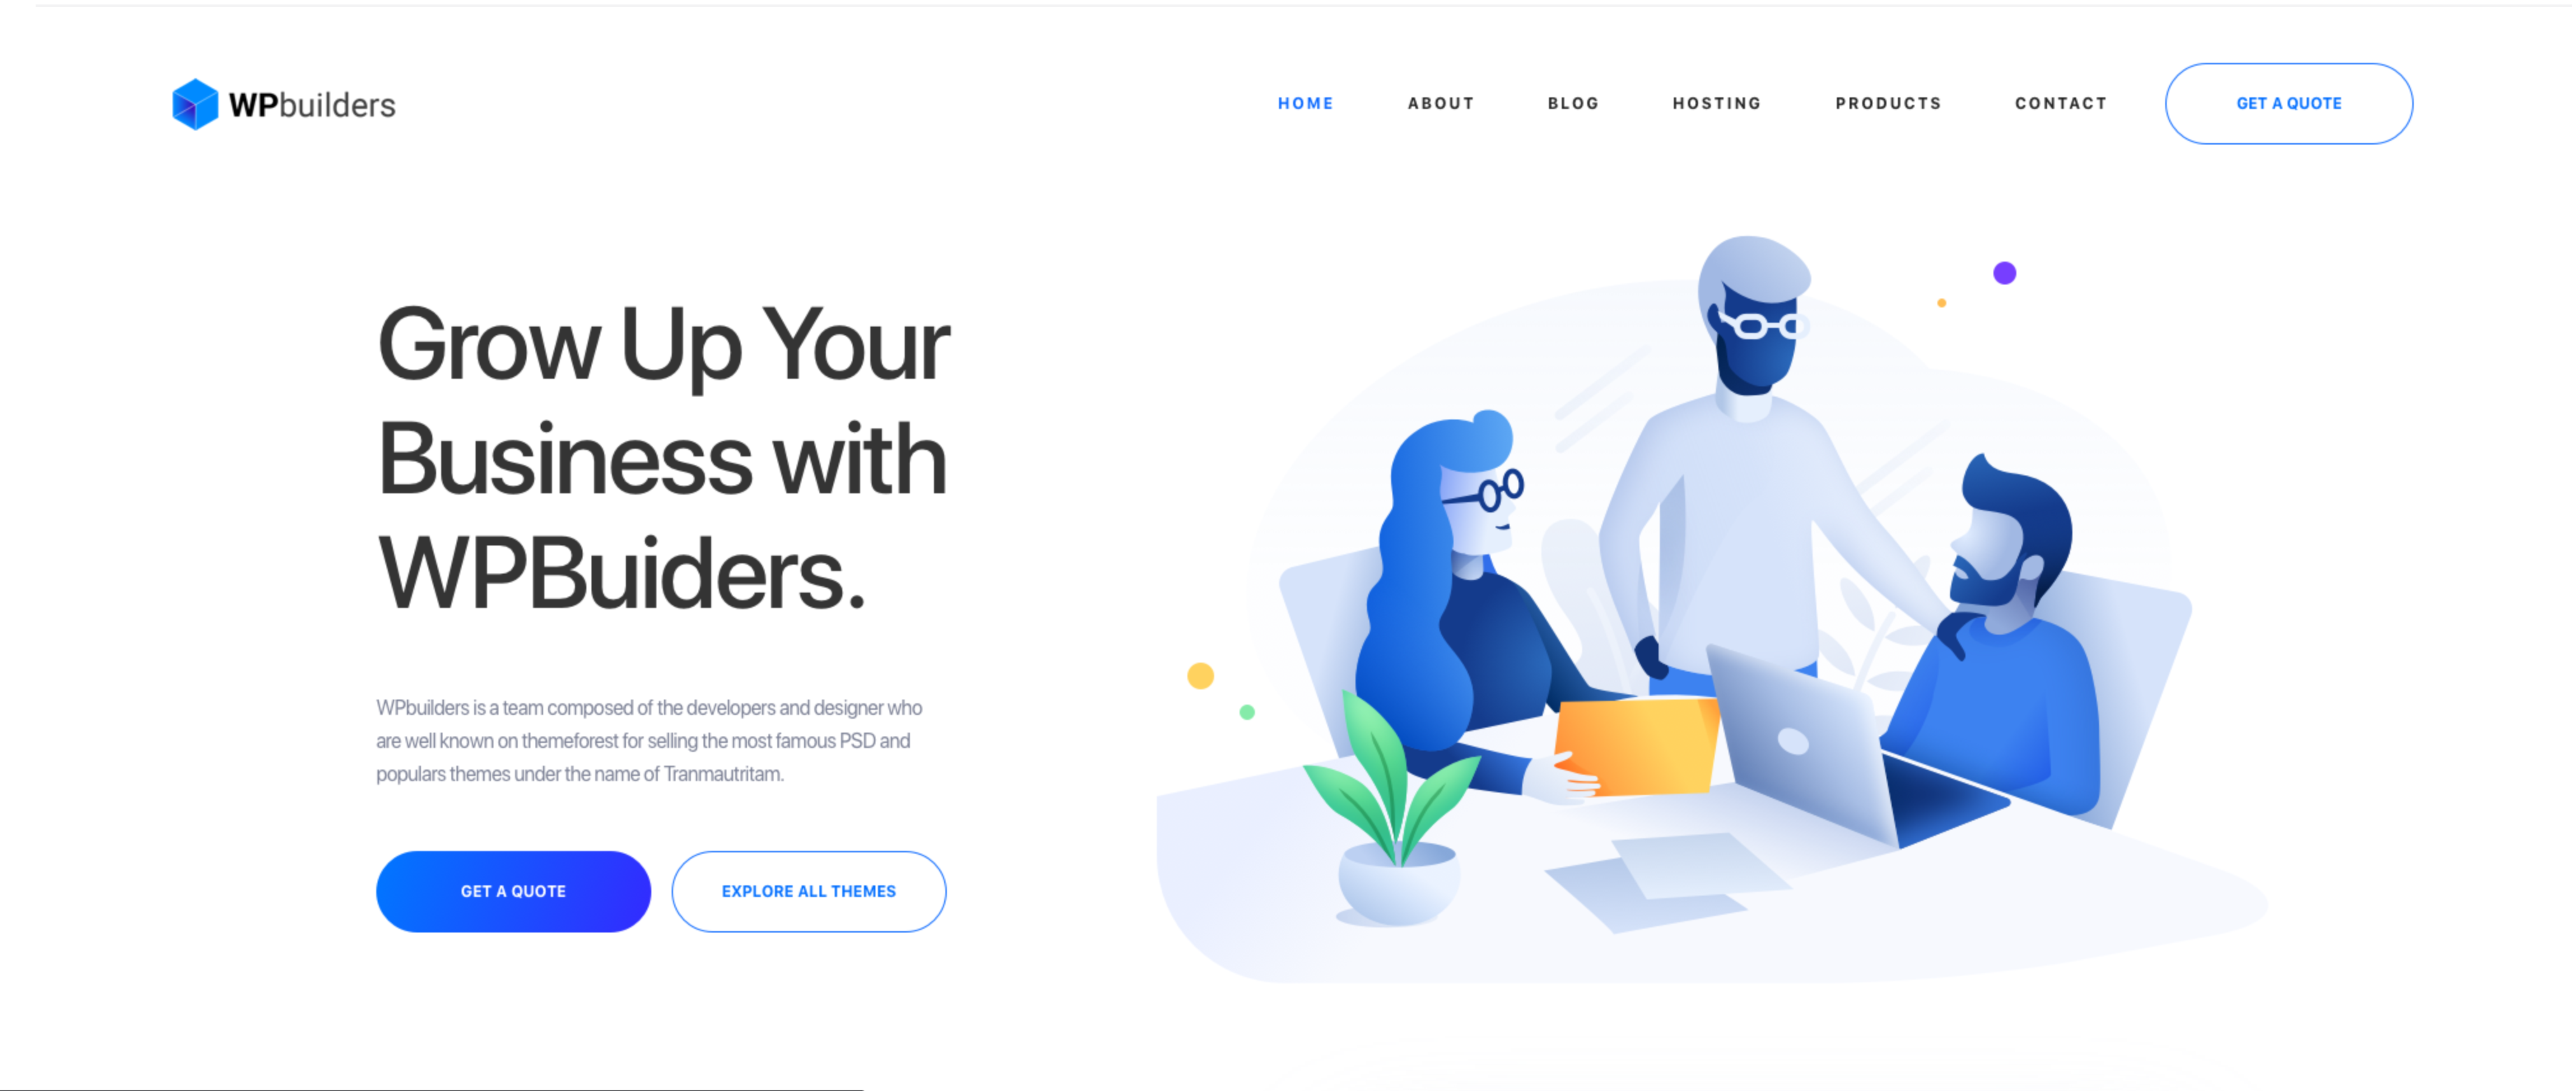 WPbuilders
HOME ABOUT BLOG HOSTING PRODUCTS CONTACT GET A QUOTE
Grow Up Your
Business with
WPBuiders.
WPbuilders is a team composed of the developers and designer who
are well known on themeforest for selling the most famous PSD and
populars themes under the name of Tranmautritam.
GET A QUOTE EXPLORE ALL THEMES